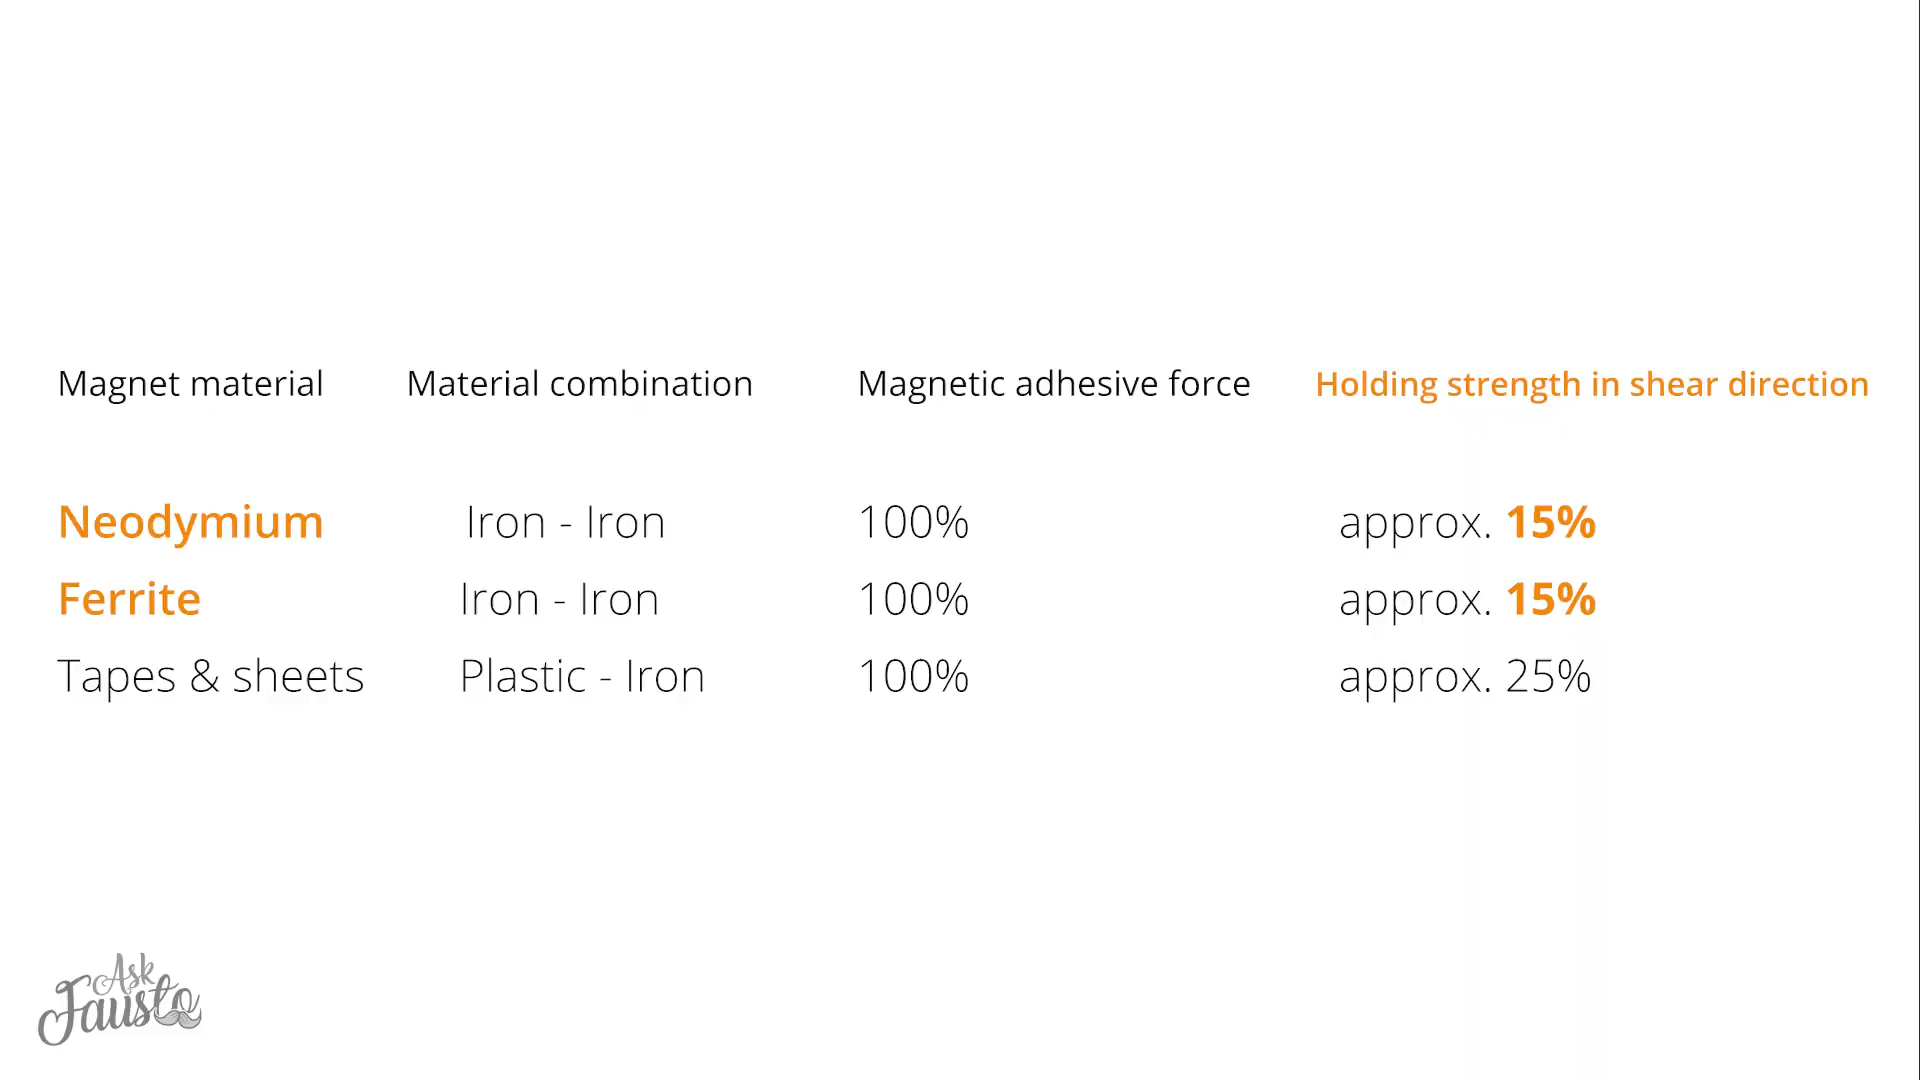 Magnet material Material combination Magnetic adhesive force Holding strength in shear direction
Neodymium Iron - Iron 100% approx. 15%
Ferrite Iron - Iron 100% approx. 15%
Tapes & sheets Plastic - Iron 100% approx. 25%
Ask
Fausto